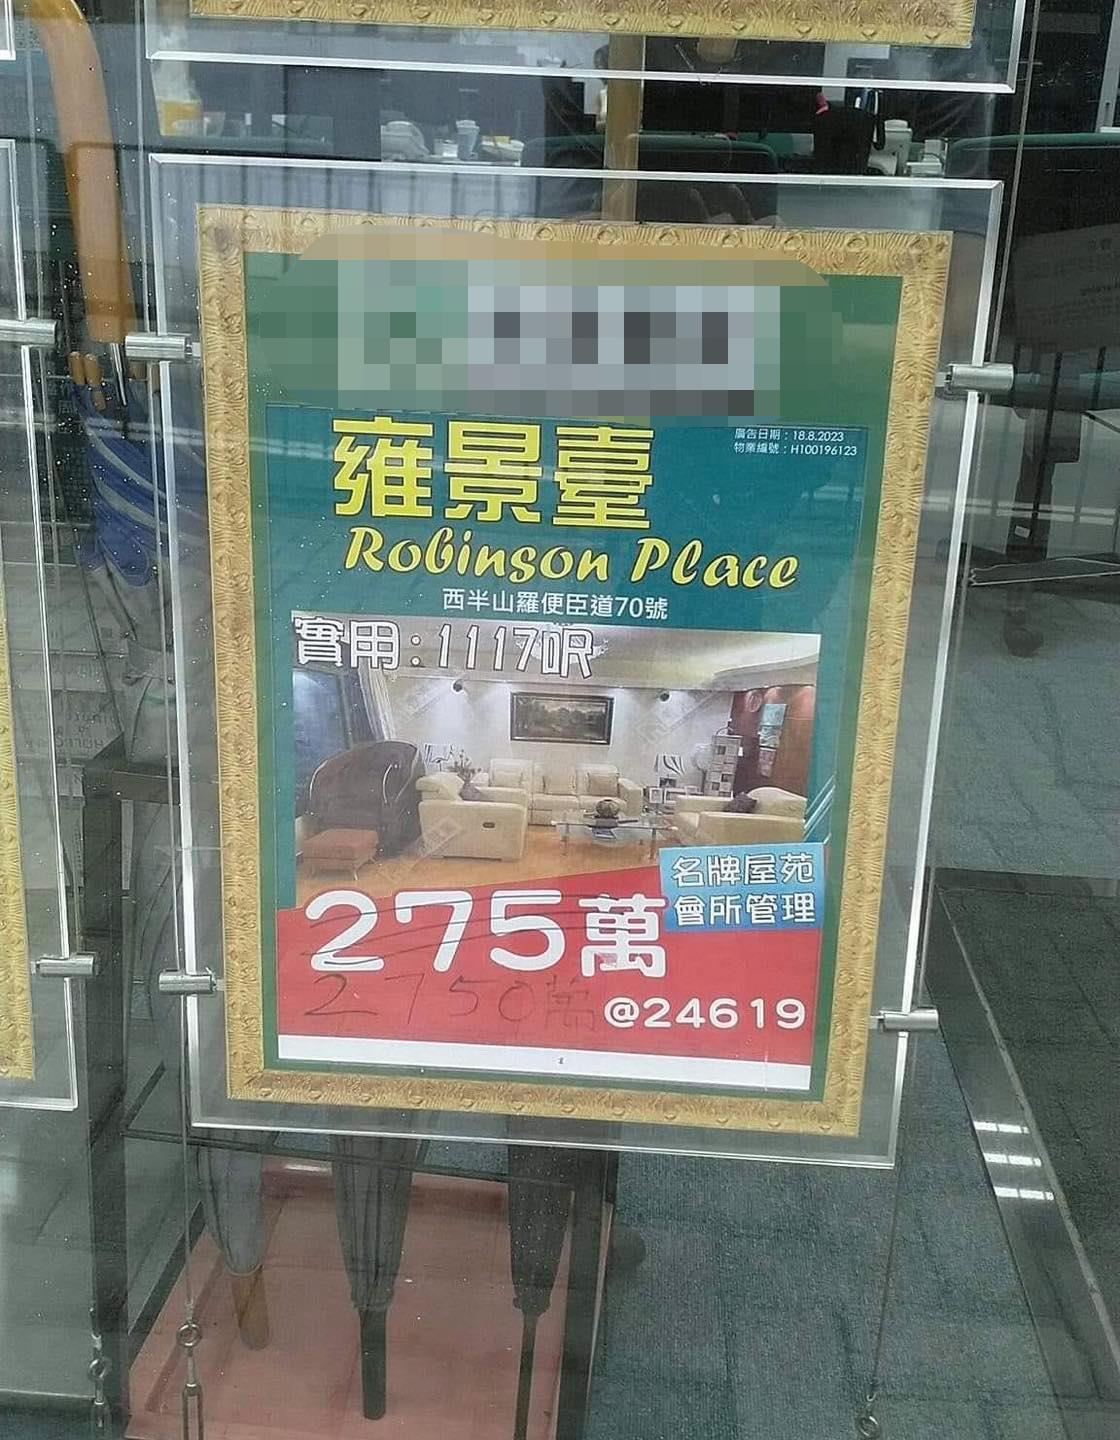 雍景臺
廣告日期：18.8.2023
物業編號：H100196123
Robinson Place
西半山羅便臣道70號
實用：1117呎
名牌屋苑
會所管理
275萬
2750萬
@24619